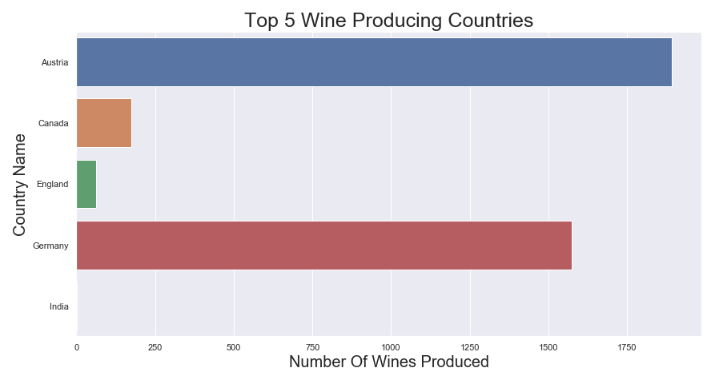 Top 5 Wine Producing Countries
Country Name
Austria
Canada
England
Germany
India
0 250 500 750 1000 1250 1500 1750
Number Of Wines Produced